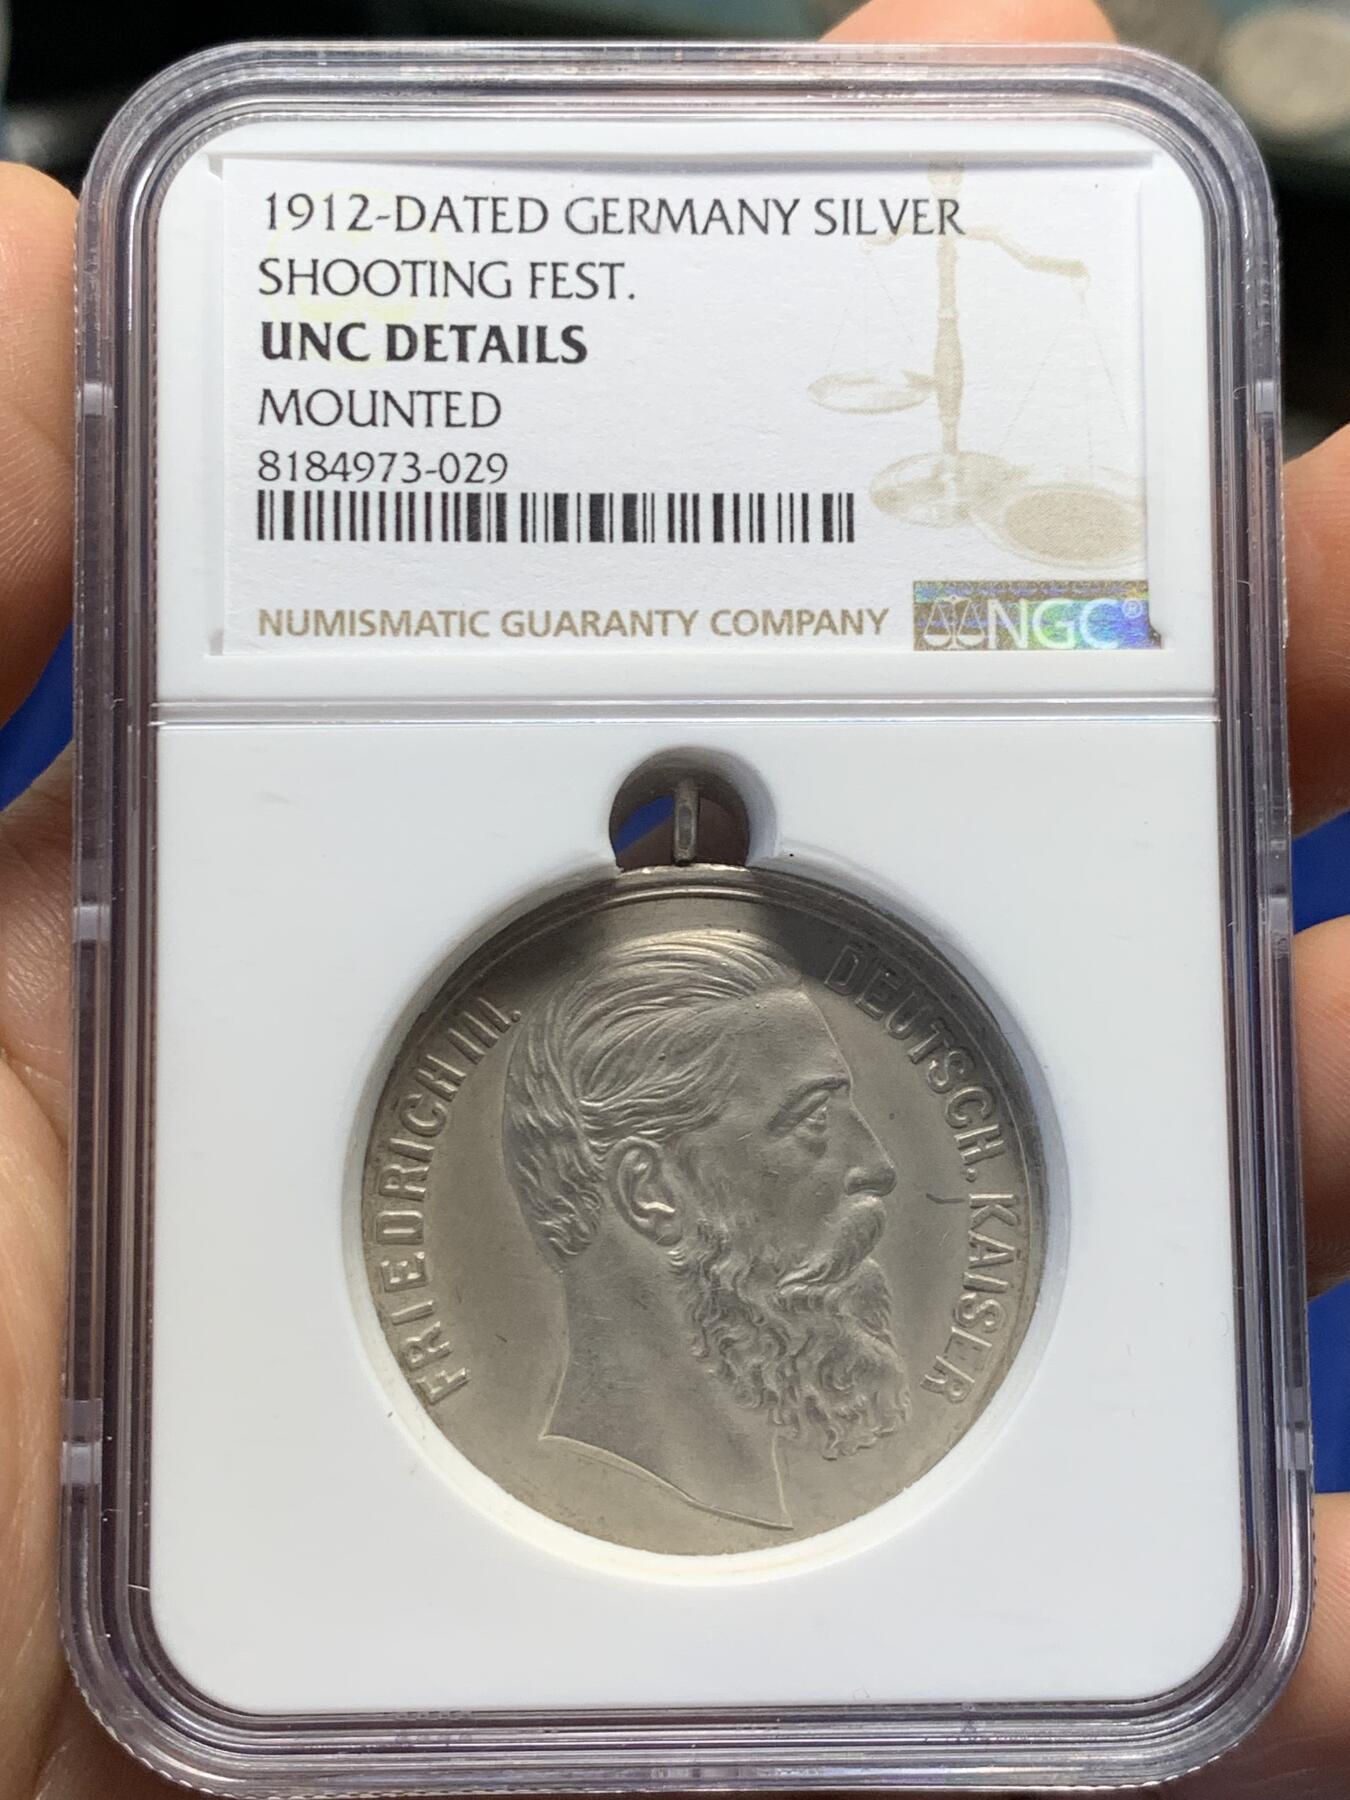 1912-DATED GERMANY SILVER
SHOOTING FEST.
UNC DETAILS
MOUNTED
8184973-029
NUMISMATIC GUARANTY COMPANY
NGC®
FRIEDRICH III.
DEUTSCH. KAISER